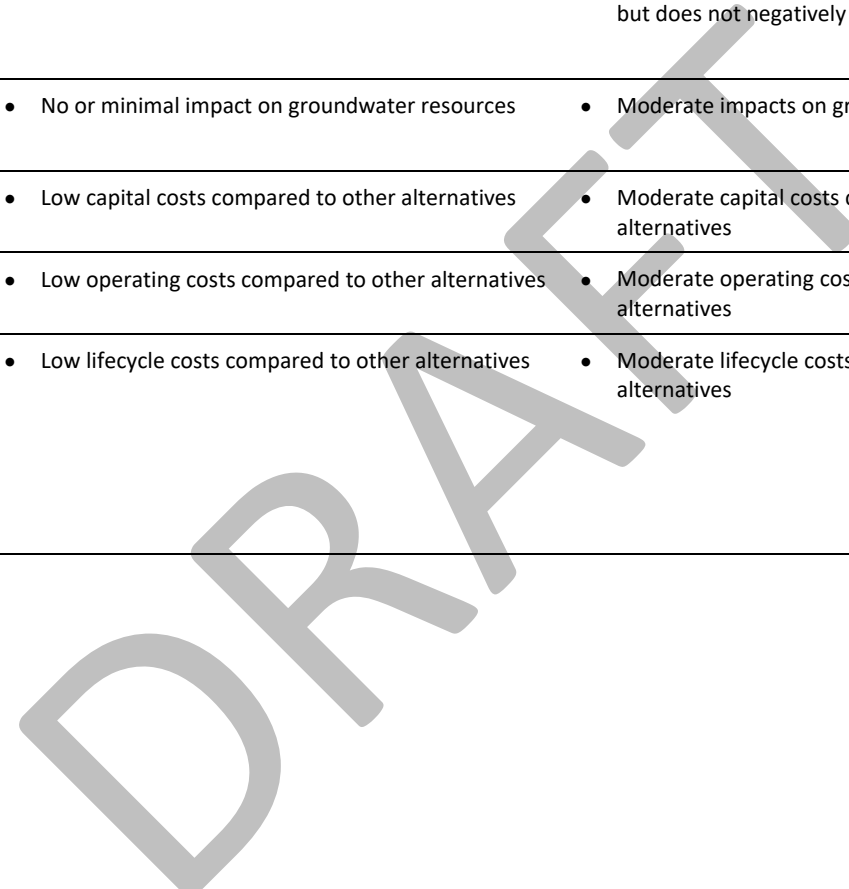 but does not negatively
• No or minimal impact on groundwater resources
• Moderate impacts on gr
• Low capital costs compared to other alternatives
• Moderate capital costs
alternatives
• Low operating costs compared to other alternatives
• Moderate operating cos
alternatives
• Low lifecycle costs compared to other alternatives
• Moderate lifecycle costs
alternatives
DRAFT